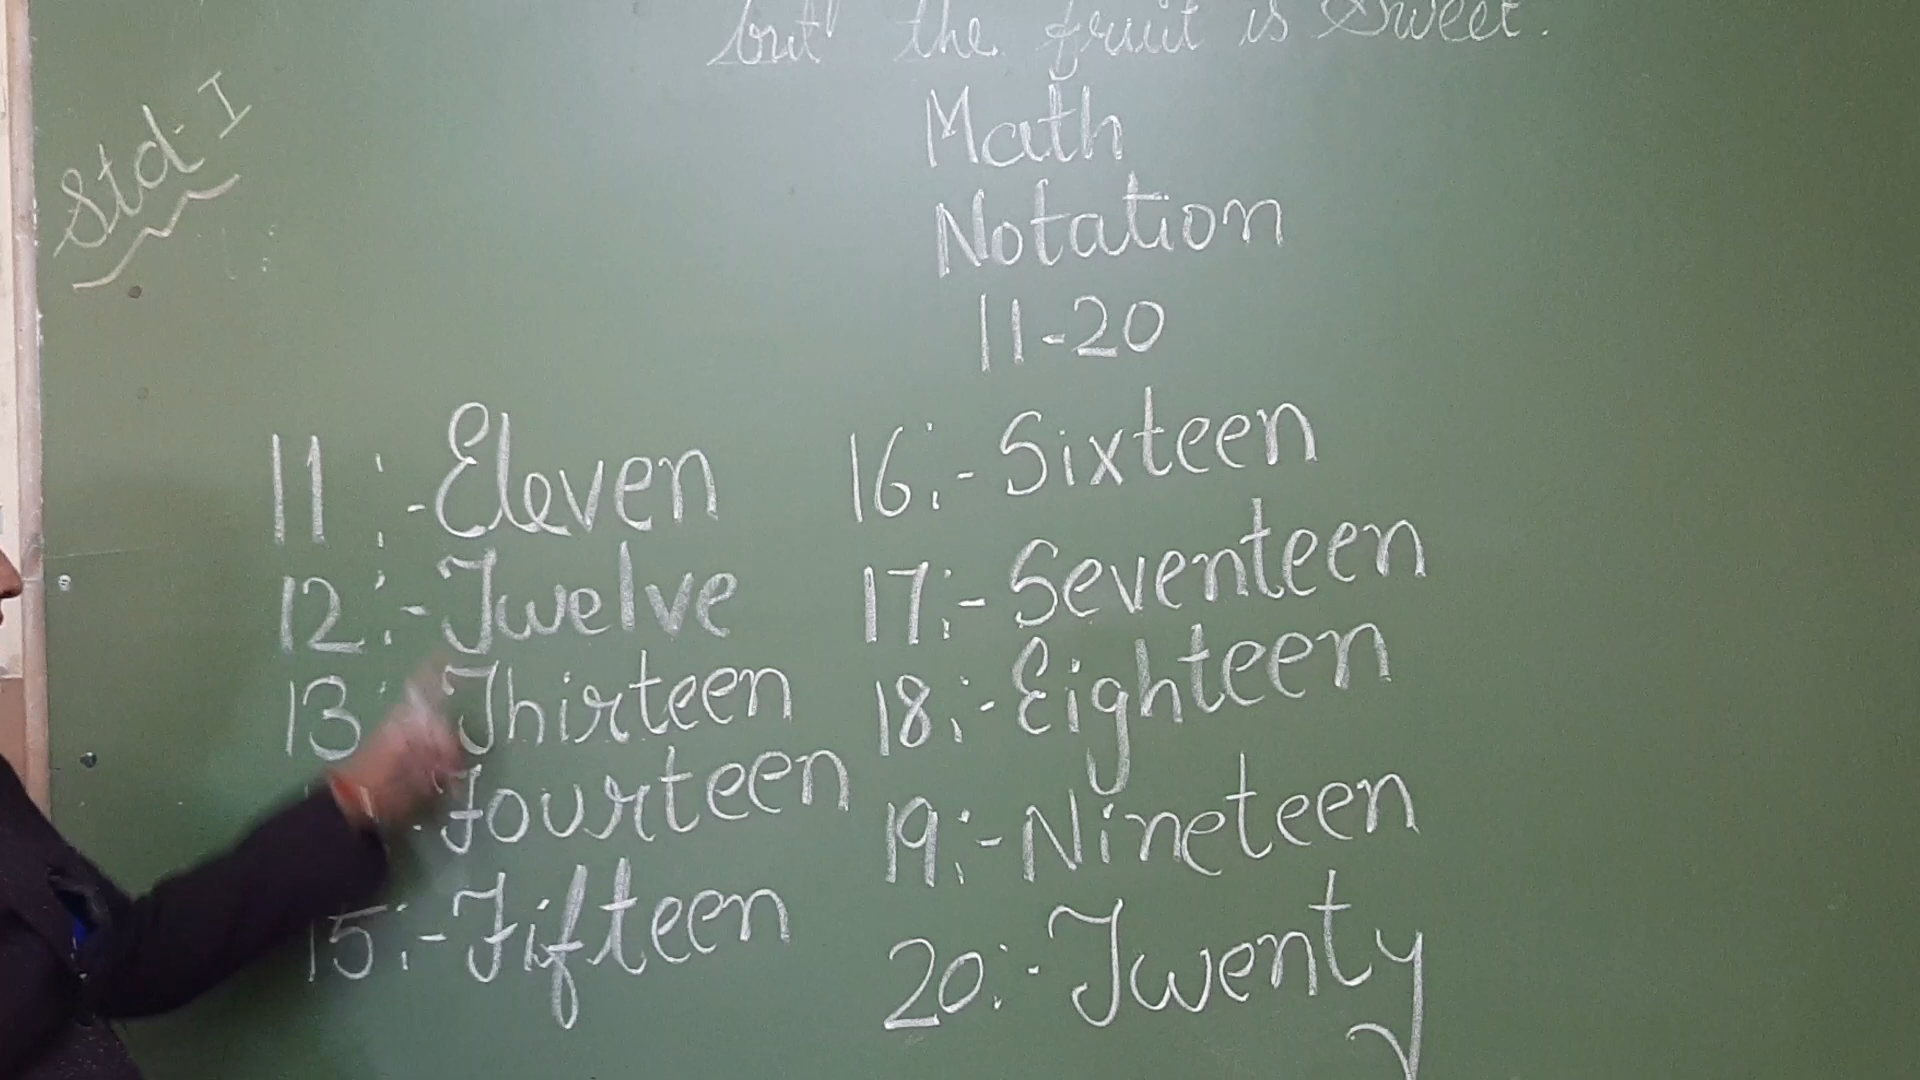 but the fruit is Sweet.
Std. I
Math
Notation
11-20
11 :- Eleven
12 :- Twelve
13 : Thirteen
Fourteen
15 :- Fifteen
16 :- Sixteen
17 :- Seventeen
18 :- Eighteen
19 :- Nineteen
20 :- Twenty